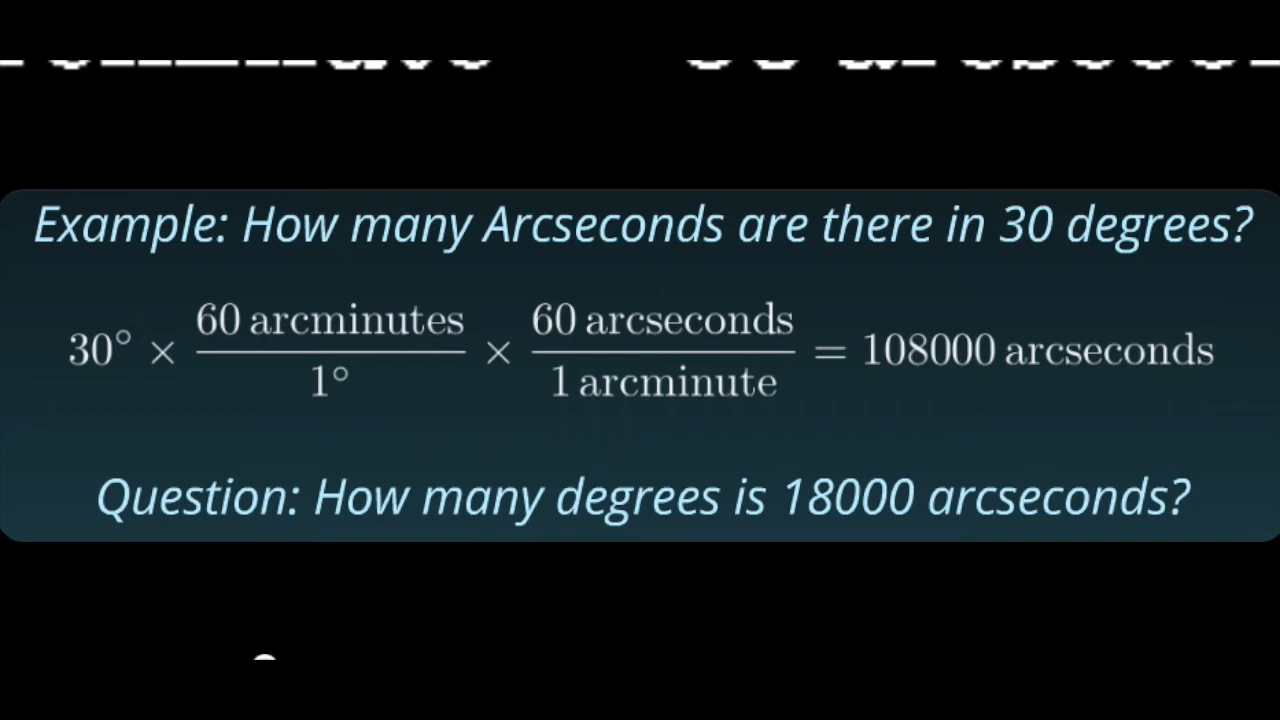 Example: How many Arcseconds are there in 30 degrees?
30° × 60 arcminutes / 1° × 60 arcseconds / 1 arcminute = 108000 arcseconds
Question: How many degrees is 18000 arcseconds?